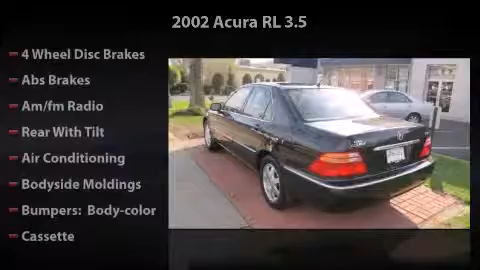 2002 Acura RL 3.5
4 Wheel Disc Brakes
Abs Brakes
Am/fm Radio
Rear With Tilt
Air Conditioning
Bodyside Moldings
Bumpers: Body-color
Cassette